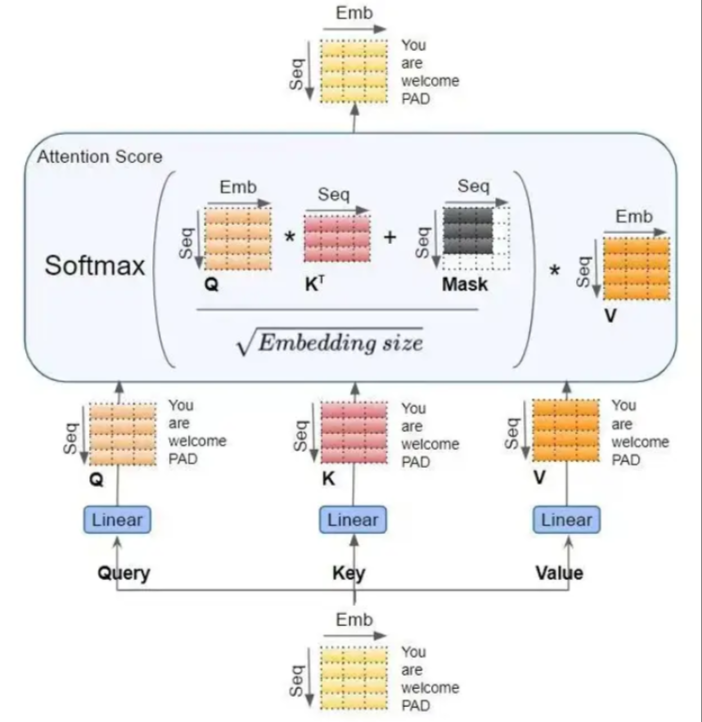 Emb
Seq
You
are
welcome
PAD
Attention Score
Softmax
Emb
Seq
Q
*
Seq
Kᵀ
+
Seq
Seq
Mask
√Embedding size
*
Emb
Seq
V
Seq
You
are
welcome
PAD
Q
Seq
You
are
welcome
PAD
K
Seq
You
are
welcome
PAD
V
Linear
Linear
Linear
Query
Key
Value
Emb
Seq
You
are
welcome
PAD